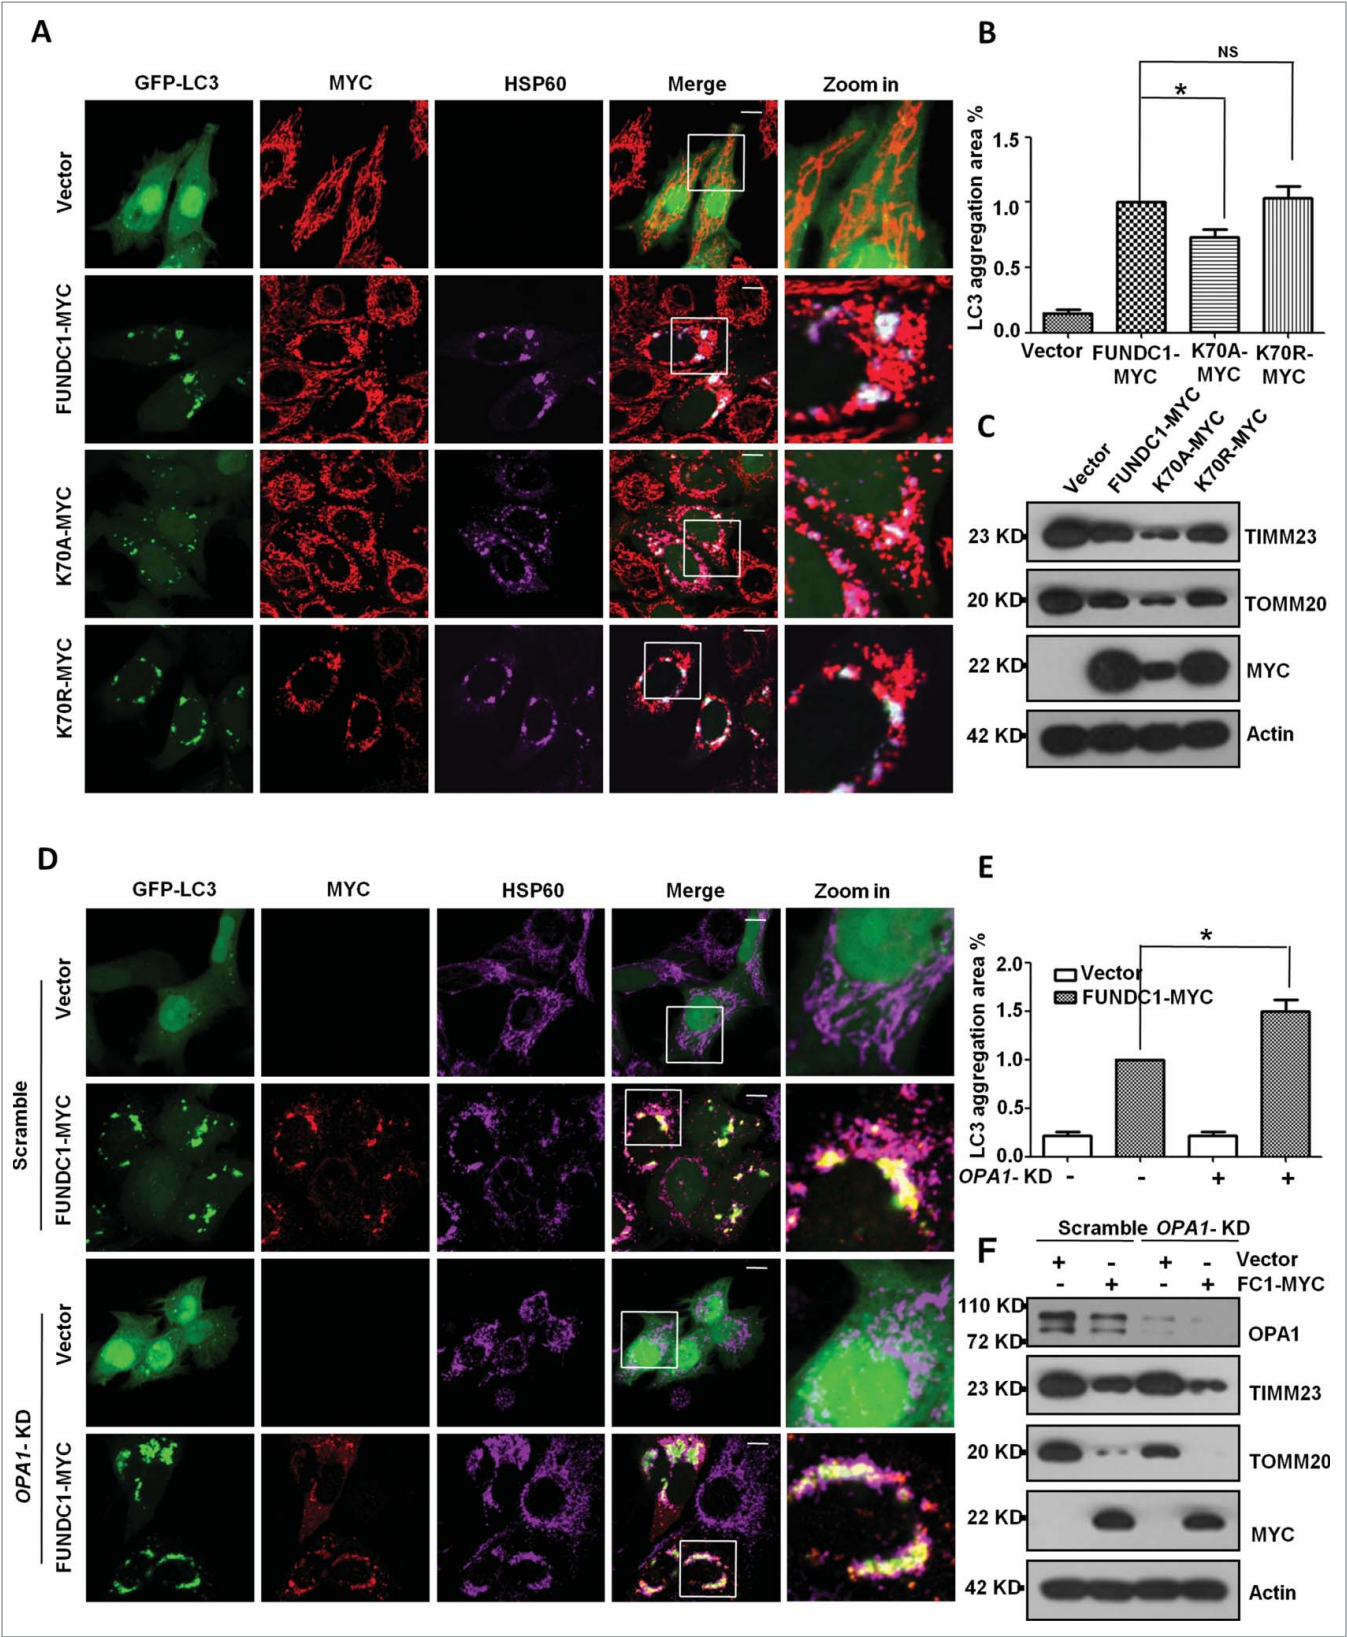 A
GFP-LC3 MYC HSP60 Merge Zoom in
Vector
FUNDC1-MYC
K70A-MYC
K70R-MYC
B
NS
*
LC3 aggregation area %
1.5
1.0
0.5
0.0
Vector FUNDC1-MYC K70A-MYC K70R-MYC
C
Vector FUNDC1-MYC K70A-MYC K70R-MYC
23 KD TIMM23
20 KD TOMM20
22 KD MYC
42 KD Actin
D
GFP-LC3 MYC HSP60 Merge Zoom in
Scramble
Vector
FUNDC1-MYC
OPA1- KD
Vector
FUNDC1-MYC
E
*
LC3 aggregation area %
2.0
1.5
1.0
0.5
0.0
Vector
FUNDC1-MYC
OPA1- KD - - + +
F
Scramble OPA1- KD
+ - + - Vector
- + - + FC1-MYC
110 KD
72 KD OPA1
23 KD TIMM23
20 KD TOMM20
22 KD MYC
42 KD Actin